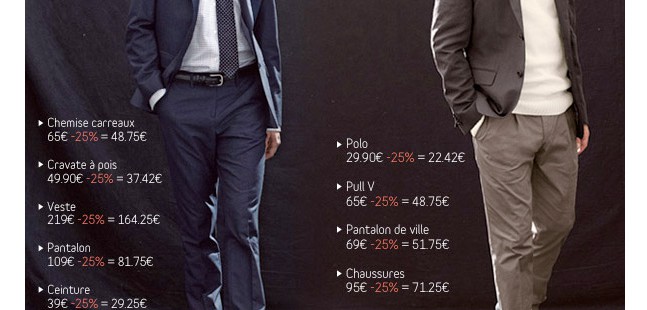 Chemise carreaux
65€ -25% = 48.75€
Cravate à pois
49.90€ -25% = 37.42€
Veste
219€ -25% = 164.25€
Pantalon
109€ -25% = 81.75€
Ceinture
39€ -25% = 29.25€
Polo
29.90€ -25% = 22.42€
Pull V
65€ -25% = 48.75€
Pantalon de ville
69€ -25% = 51.75€
Chaussures
95€ -25% = 71.25€